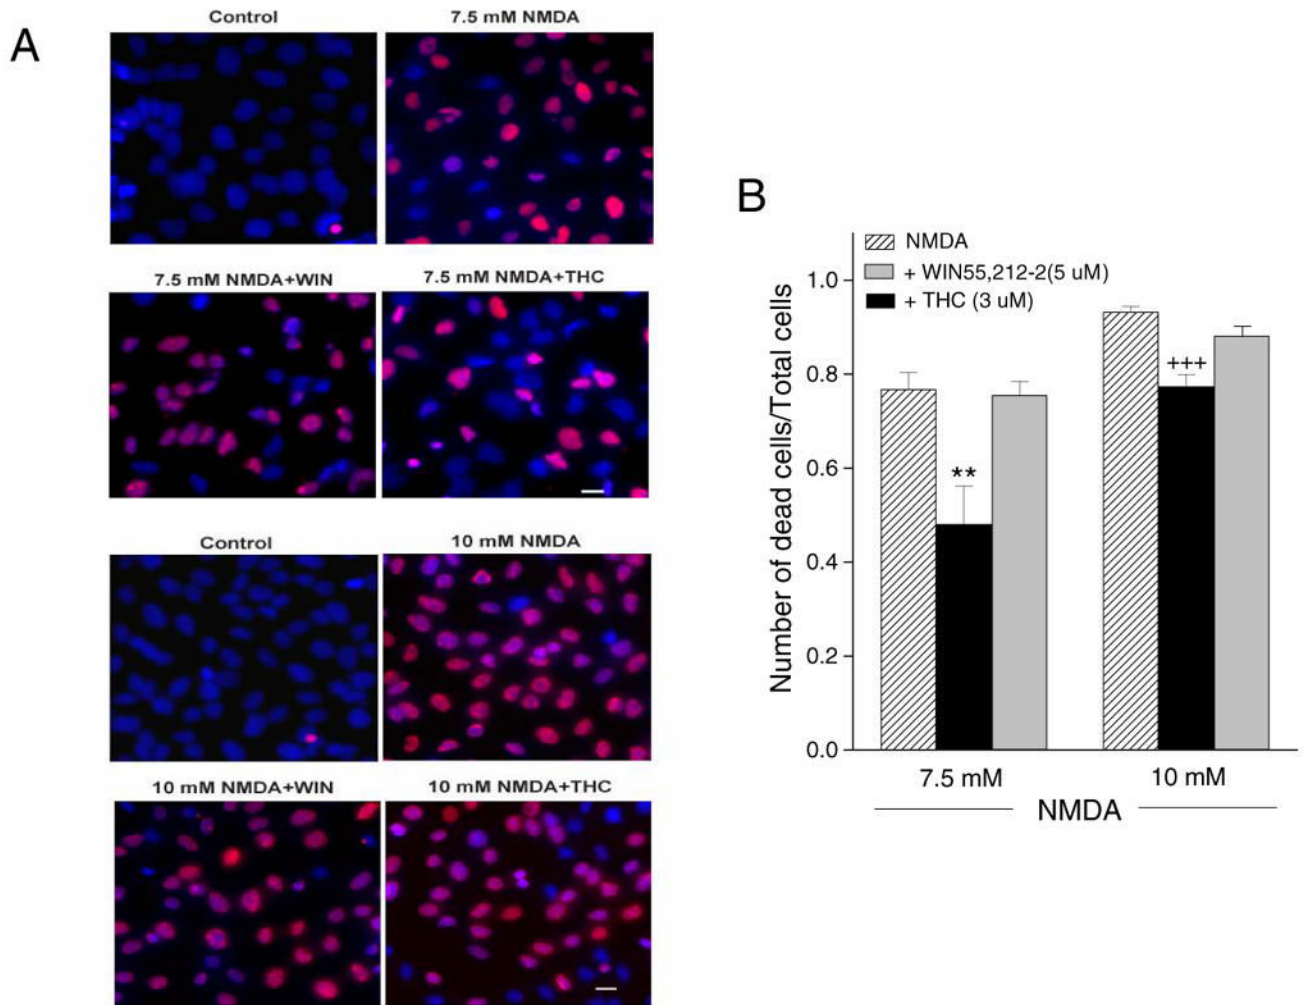 A
Control
7.5 mM NMDA
7.5 mM NMDA+WIN
7.5 mM NMDA+THC
Control
10 mM NMDA
10 mM NMDA+WIN
10 mM NMDA+THC
B
NMDA
+ WIN55,212-2(5 uM)
+ THC (3 uM)
Number of dead cells/Total cells
1.0
0.8
0.6
0.4
0.2
0.0
**
+++
7.5 mM
10 mM
NMDA